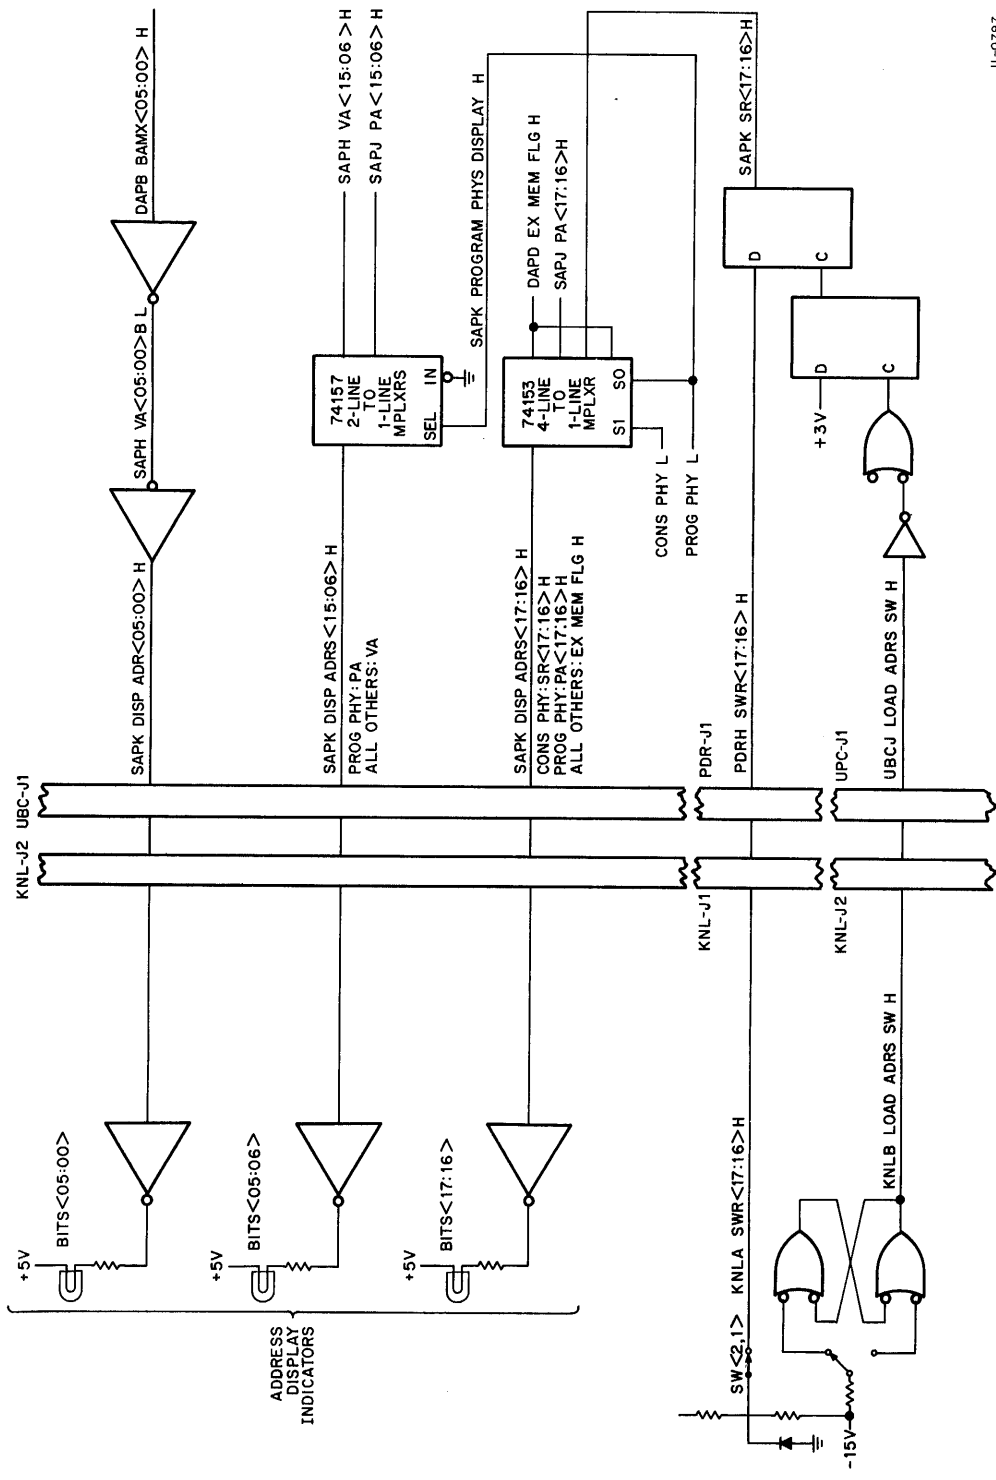 KNL-J2 UBC-J1
+5V
BITS<05:00>
SAPK DISP ADR<05:00> H
SAPH VA<05:00>B L
DAPB BAMX<05:00> H
+5V
BITS<05:06>
ADDRESS
DISPLAY
INDICATORS
SAPK DISP ADRS<15:06> H
PROG PHY:PA
ALL OTHERS:VA
74157
2-LINE
TO
1-LINE
MPLXRS
SEL
IN
SAPH VA<15:06>H
SAPJ PA<15:06>H
SAPK PROGRAM PHYS DISPLAY H
+5V
BITS<17:16>
SAPK DISP ADRS<17:16>H
CONS PHY:SR<17:16>H
PROG PHY:PA<17:16>H
ALL OTHERS:EX MEM FLG H
74153
4-LINE
TO
1-LINE
MPLXR
S1
S0
DAPD EX MEM FLG H
SAPJ PA<17:16>H
CONS PHY L
PROG PHY L
KNL-J1
PDR-J1
SW<2,1>
KNLA SWR<17:16>H
PDRH SWR<17:16> H
D
C
SAPK SR<17:16>H
+3V
D
C
KNL-J2
UPC-J1
-15V
KNLB LOAD ADRS SW H
UBCJ LOAD ADRS SW H